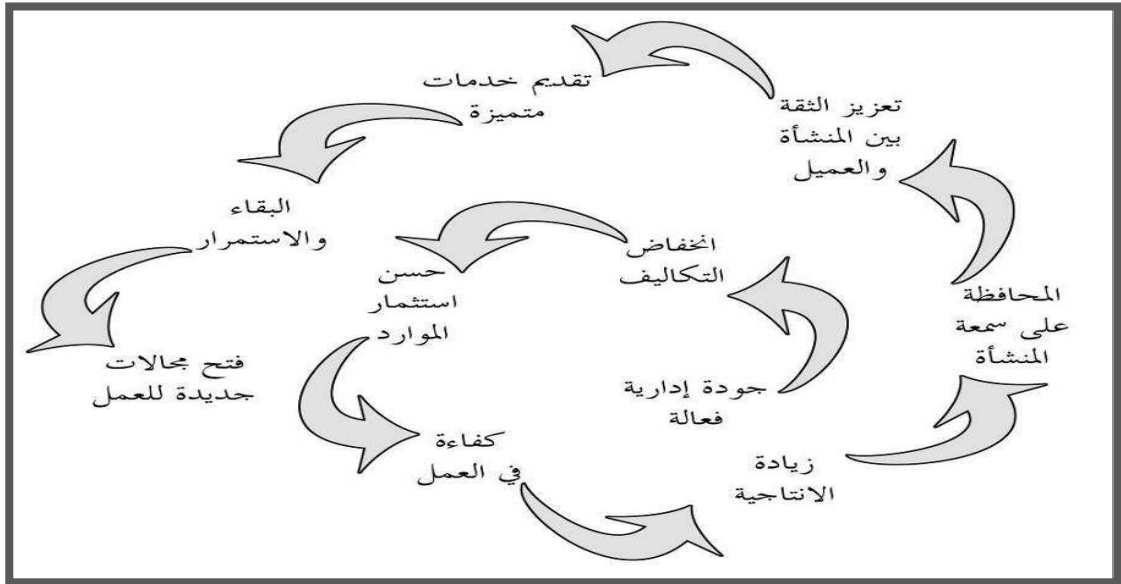 تقديم خدمات
متميزة
تعزيز الثقة
بين المنشأة
والعميل
البقاء
والاستمرار
انخفاض
التكاليف
حسن
استثمار
الموارد
المحافظة
على سمعة
المنشأة
فتح مجالات
جديدة للعمل
جودة إدارية
فعالة
كفاءة
في العمل
زيادة
الانتاجية